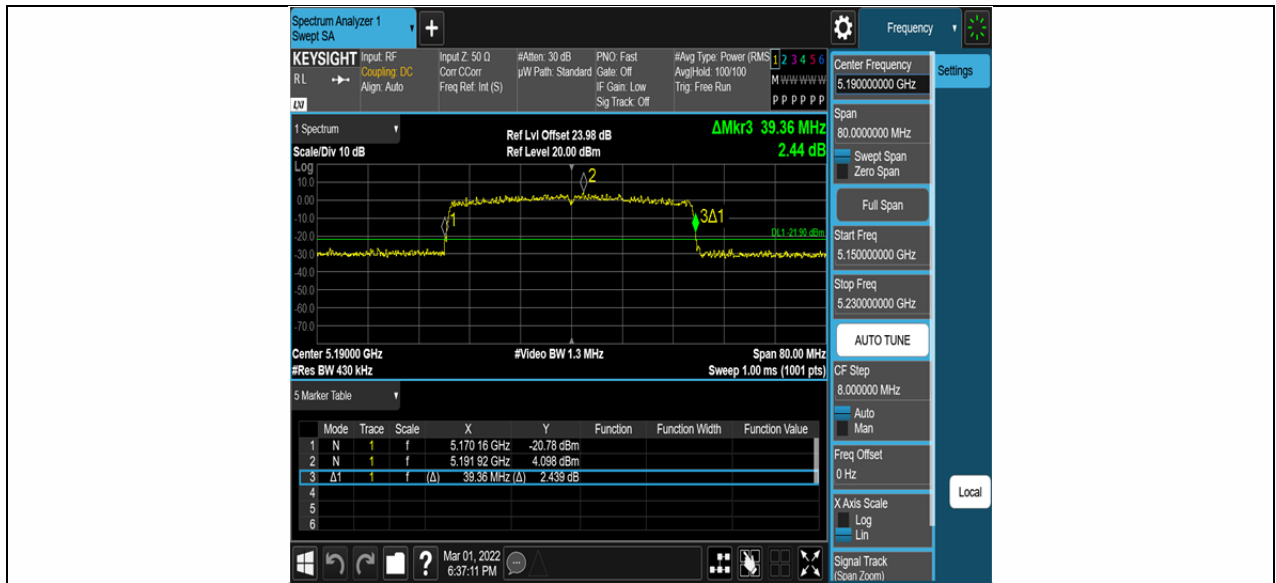 Spectrum Analyzer 1
Swept SA
+
Frequency
KEYSIGHT Input: RF
Coupling: DC
Align: Auto
RL
LXI
Input Z: 50 Ω
Corr CCorr
Freq Ref: Int (S)
#Atten: 30 dB
µW Path: Standard
PNO: Fast
Gate: Off
IF Gain: Low
Sig Track: Off
#Avg Type: Power (RMS
Avg|Hold: 100/100
Trig: Free Run
1 2 3 4 5 6
M W W W W W
P P P P P P
1 Spectrum
Scale/Div 10 dB
Ref Lvl Offset 23.98 dB
Ref Level 20.00 dBm
ΔMkr3 39.36 MHz
2.44 dB
Log
10.0
0.00
-10.0
-20.0
-30.0
-40.0
-50.0
-60.0
-70.0
1
2
3Δ1
DL1 -21.90 dBm
Center 5.19000 GHz
#Video BW 1.3 MHz
Span 80.00 MHz
#Res BW 430 kHz
Sweep 1.00 ms (1001 pts)
5 Marker Table
Mode Trace Scale X Y Function Function Width Function Value
1 N 1 f 5.170 16 GHz -20.78 dBm
2 N 1 f 5.191 92 GHz 4.098 dBm
3 Δ1 1 f (Δ) 39.36 MHz (Δ) 2.439 dB
4
5
6
?
Mar 01, 2022
6:37:11 PM
Center Frequency
5.190000000 GHz
Settings
Span
80.0000000 MHz
Swept Span
Zero Span
Full Span
Start Freq
5.150000000 GHz
Stop Freq
5.230000000 GHz
AUTO TUNE
CF Step
8.000000 MHz
Auto
Man
Freq Offset
0 Hz
X Axis Scale
Log
Lin
Signal Track
(Span Zoom)
Local